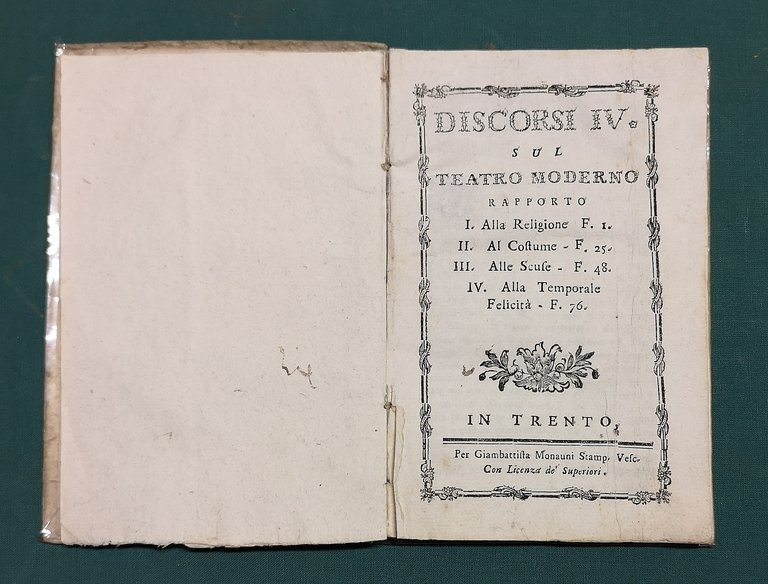 DISCORSI IV.
SUL
TEATRO MODERNO
RAPPORTO
I. Alla Religione F. 1.
II. Al Coſtume - F. 25.
III. Alle Scuſe - F. 48.
IV. Alla Temporale
Felicità - F. 76.
IN TRENTO,
Per Giambattiſta Monauni Stamp. Veſc.
Con Licenza de' Superiori.